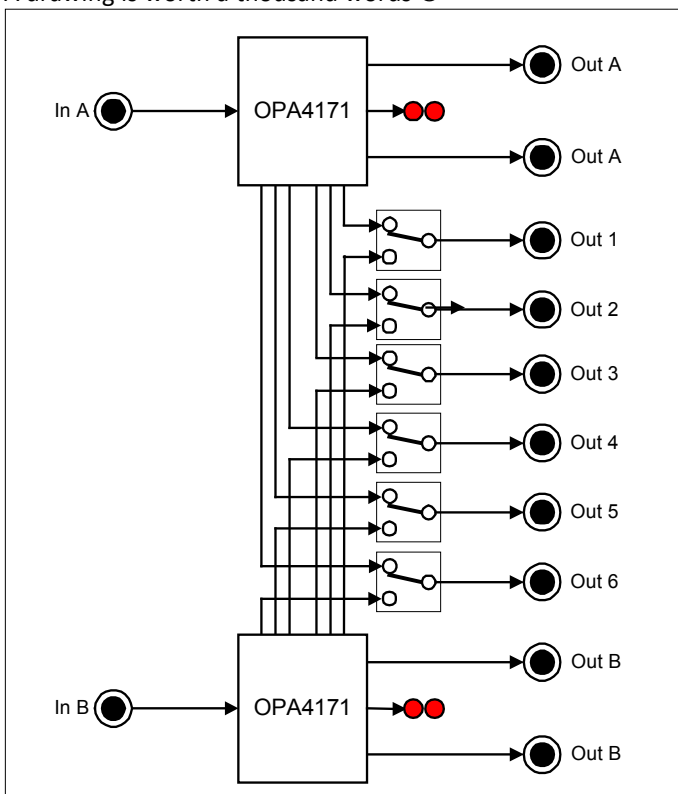 A drawing is worth a thousand words
Out A
In A
OPA4171
Out A
Out 1
Out 2
Out 3
Out 4
Out 5
Out 6
Out B
In B
OPA4171
Out B